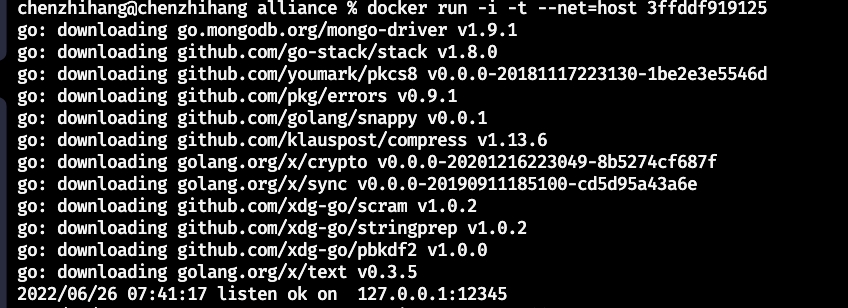 chenzhihang@chenzhihang alliance % docker run -i -t --net=host 3ffddf919125
go: downloading go.mongodb.org/mongo-driver v1.9.1
go: downloading github.com/go-stack/stack v1.8.0
go: downloading github.com/youmark/pkcs8 v0.0.0-20181117223130-1be2e3e5546d
go: downloading github.com/pkg/errors v0.9.1
go: downloading github.com/golang/snappy v0.0.1
go: downloading github.com/klauspost/compress v1.13.6
go: downloading golang.org/x/crypto v0.0.0-20201216223049-8b5274cf687f
go: downloading golang.org/x/sync v0.0.0-20190911185100-cd5d95a43a6e
go: downloading github.com/xdg-go/scram v1.0.2
go: downloading github.com/xdg-go/stringprep v1.0.2
go: downloading github.com/xdg-go/pbkdf2 v1.0.0
go: downloading golang.org/x/text v0.3.5
2022/06/26 07:41:17 listen ok on  127.0.0.1:12345